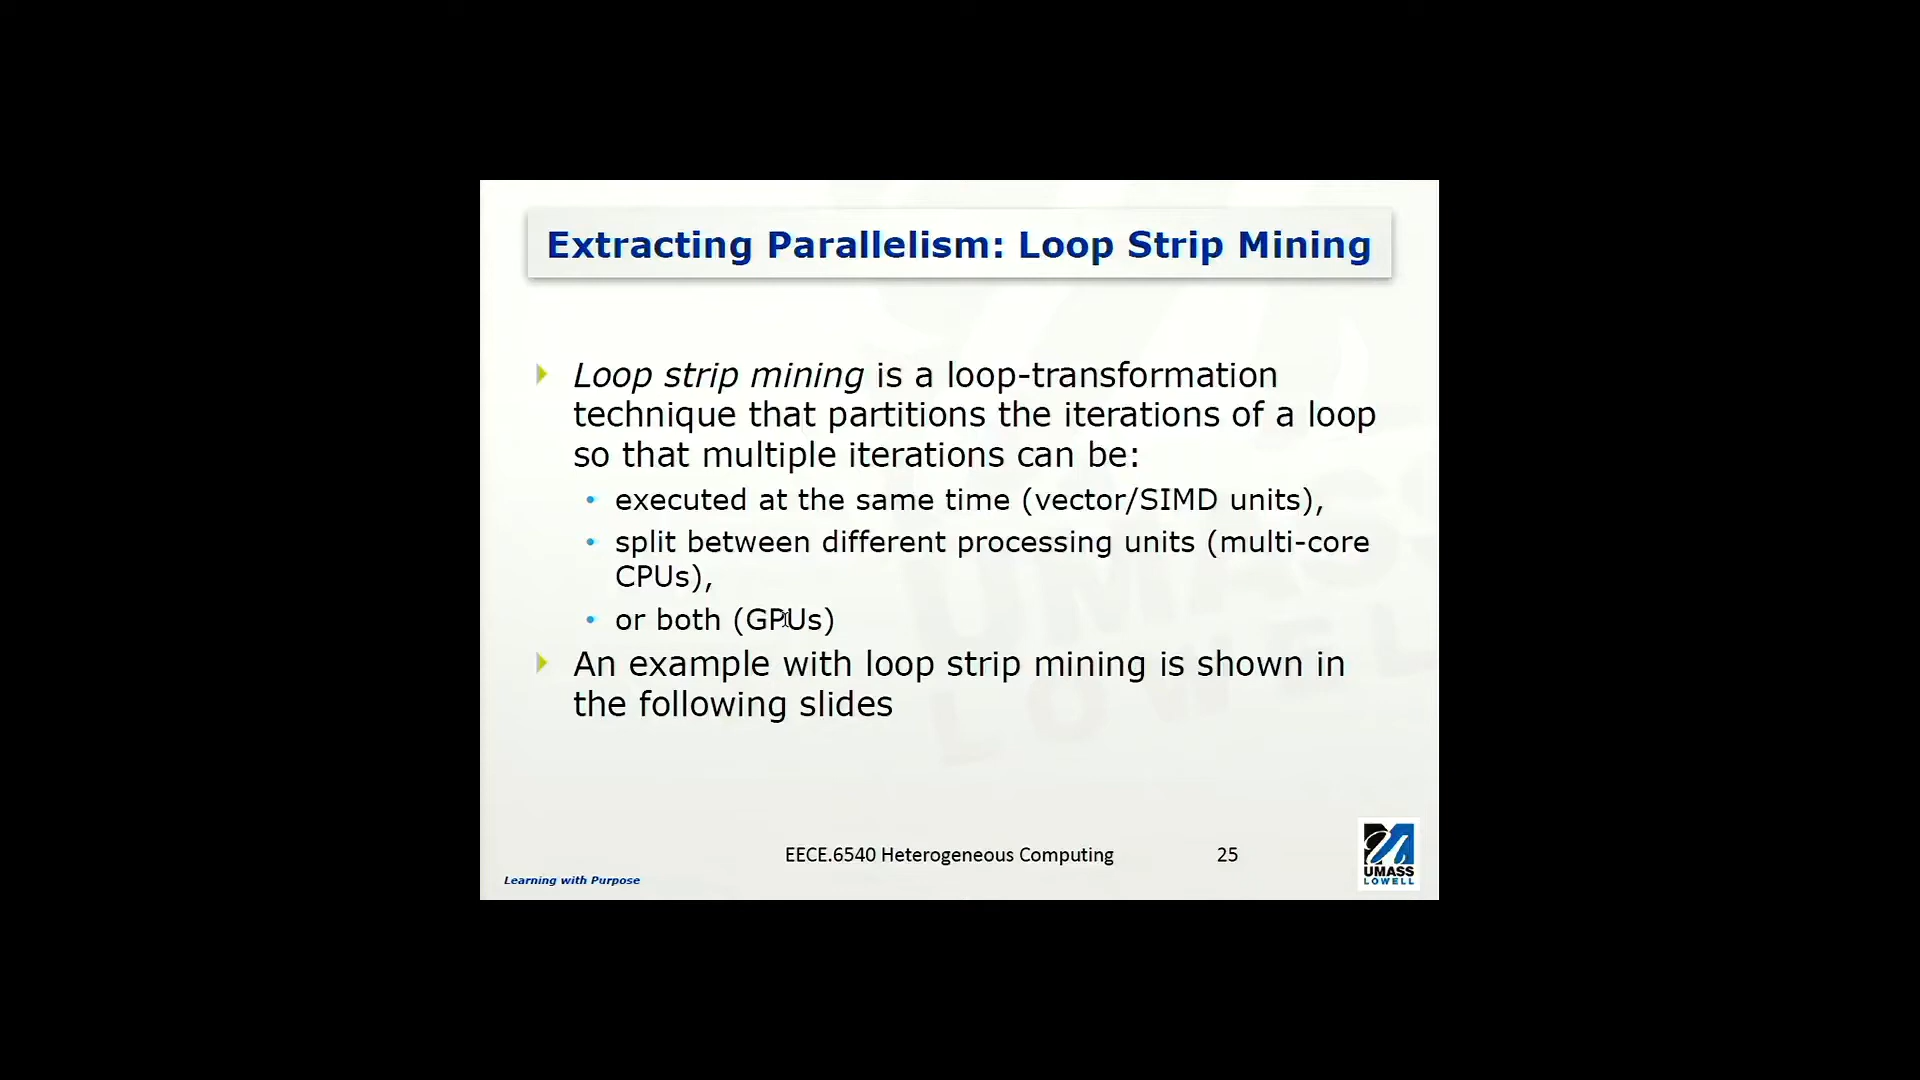 Extracting Parallelism: Loop Strip Mining
Loop strip mining is a loop-transformation
technique that partitions the iterations of a loop
so that multiple iterations can be:
• executed at the same time (vector/SIMD units),
• split between different processing units (multi-core
CPUs),
• or both (GPUs)
An example with loop strip mining is shown in
the following slides
EECE.6540 Heterogeneous Computing 25
Learning with Purpose
UMASS
LOWELL